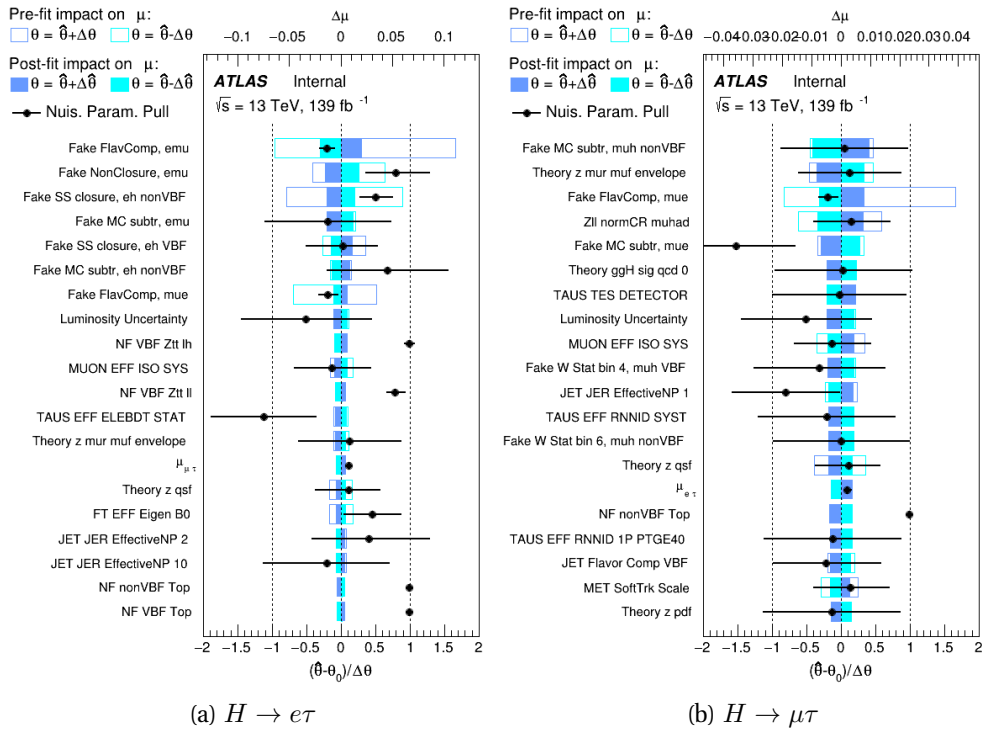 Pre-fit impact on μ:
θ = θ̂+Δθ θ = θ̂-Δθ
Post-fit impact on μ:
θ = θ̂+Δθ̂ θ = θ̂-Δθ̂
Nuis. Param. Pull
Δμ
−0.1 −0.05 0 0.05 0.1
ATLAS Internal
√s = 13 TeV, 139 fb⁻¹
Fake FlavComp, emu
Fake NonClosure, emu
Fake SS closure, eh nonVBF
Fake MC subtr, emu
Fake SS closure, eh VBF
Fake MC subtr, eh nonVBF
Fake FlavComp, mue
Luminosity Uncertainty
NF VBF Ztt lh
MUON EFF ISO SYS
NF VBF Ztt ll
TAUS EFF ELEBDT STAT
Theory z mur muf envelope
μ_μτ
Theory z qsf
FT EFF Eigen B0
JET JER EffectiveNP 2
JET JER EffectiveNP 10
NF nonVBF Top
NF VBF Top
−2 −1.5 −1 −0.5 0 0.5 1 1.5 2
(θ̂-θ₀)/Δθ
(a) H → eτ
Pre-fit impact on μ:
θ = θ̂+Δθ θ = θ̂-Δθ
Post-fit impact on μ:
θ = θ̂+Δθ̂ θ = θ̂-Δθ̂
Nuis. Param. Pull
Δμ
−0.04−0.03−0.02−0.01 0 0.010.020.03 0.04
ATLAS Internal
√s = 13 TeV, 139 fb⁻¹
Fake MC subtr, muh nonVBF
Theory z mur muf envelope
Fake FlavComp, mue
Zll normCR muhad
Fake MC subtr, mue
Theory ggH sig qcd 0
TAUS TES DETECTOR
Luminosity Uncertainty
MUON EFF ISO SYS
Fake W Stat bin 4, muh VBF
JET JER EffectiveNP 1
TAUS EFF RNNID SYST
Fake W Stat bin 6, muh nonVBF
Theory z qsf
μ_eτ
NF nonVBF Top
TAUS EFF RNNID 1P PTGE40
JET Flavor Comp VBF
MET SoftTrk Scale
Theory z pdf
−2 −1.5 −1 −0.5 0 0.5 1 1.5 2
(θ̂-θ₀)/Δθ
(b) H → μτ